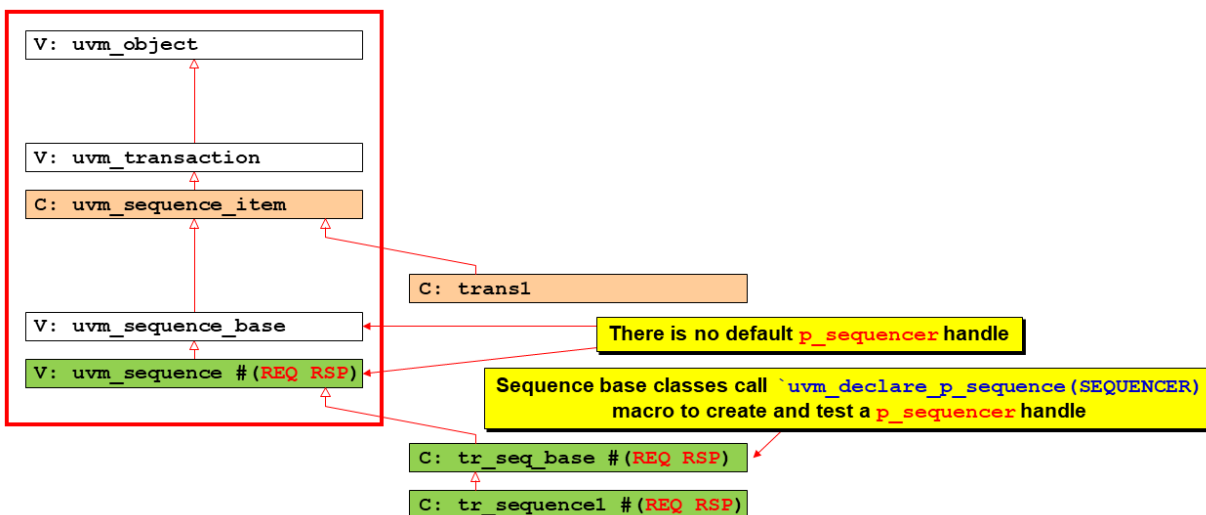 V: uvm_object
V: uvm_transaction
C: uvm_sequence_item
C: trans1
V: uvm_sequence_base
There is no default p_sequencer handle
V: uvm_sequence #(REQ RSP)
Sequence base classes call `uvm_declare_p_sequence(SEQUENCER)
macro to create and test a p_sequencer handle
C: tr_seq_base #(REQ RSP)
C: tr_sequence1 #(REQ RSP)